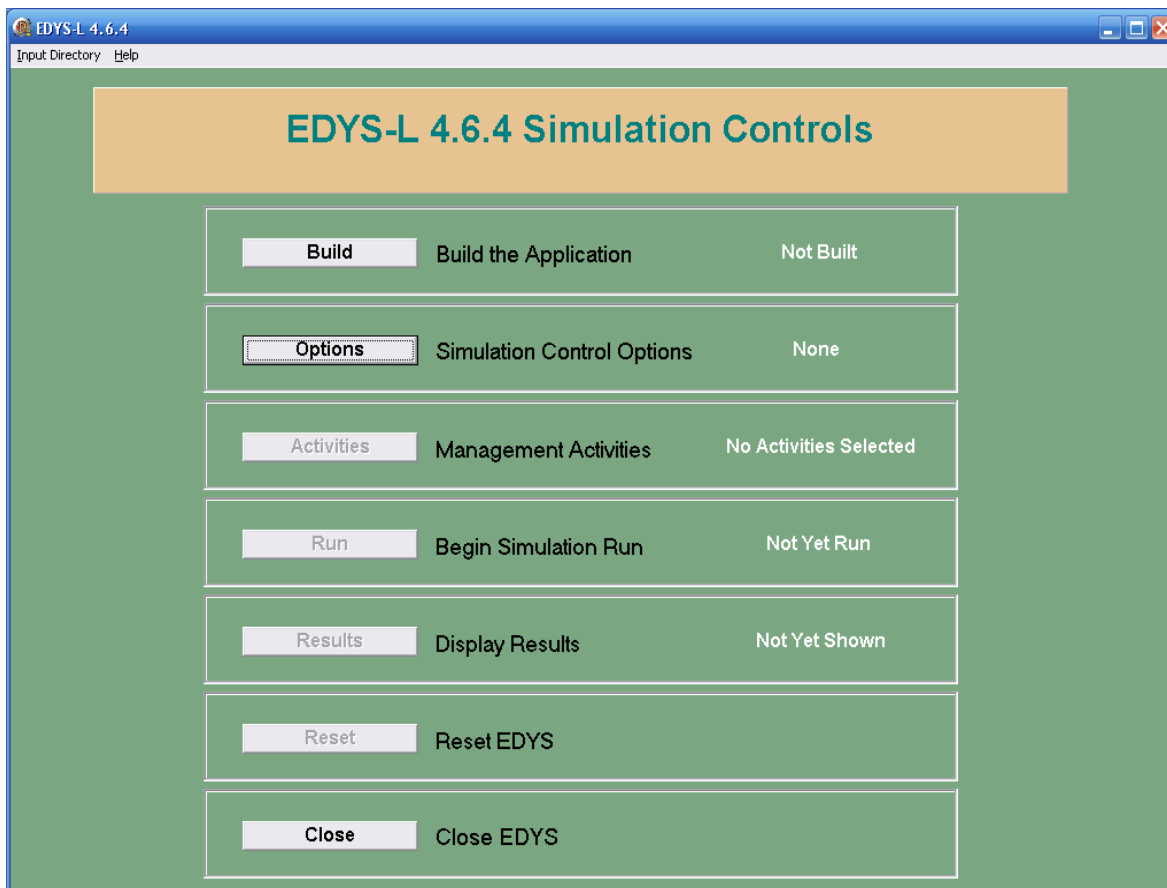 EDYS-L 4.6.4
Input Directory Help
EDYS-L 4.6.4 Simulation Controls
Build Build the Application Not Built
Options Simulation Control Options None
Activities Management Activities No Activities Selected
Run Begin Simulation Run Not Yet Run
Results Display Results Not Yet Shown
Reset Reset EDYS
Close Close EDYS